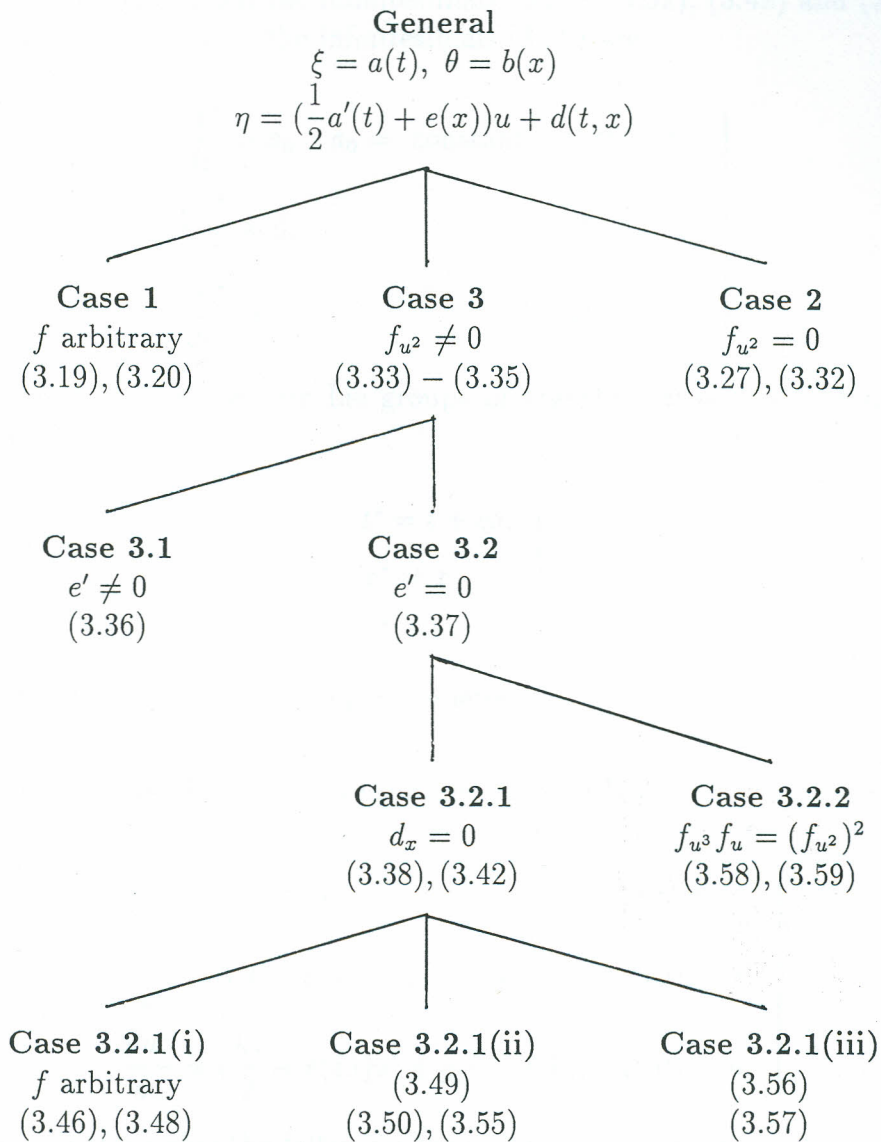 General
ξ = a(t), θ = b(x)
η = (1/2 a′(t) + e(x))u + d(t, x)
Case 1
f arbitrary
(3.19), (3.20)
Case 3
f_{u²} ≠ 0
(3.33) – (3.35)
Case 2
f_{u²} = 0
(3.27), (3.32)
Case 3.1
e′ ≠ 0
(3.36)
Case 3.2
e′ = 0
(3.37)
Case 3.2.1
d_x = 0
(3.38), (3.42)
Case 3.2.2
f_{u³} f_u = (f_{u²})²
(3.58), (3.59)
Case 3.2.1(i)
f arbitrary
(3.46), (3.48)
Case 3.2.1(ii)
(3.49)
(3.50), (3.55)
Case 3.2.1(iii)
(3.56)
(3.57)